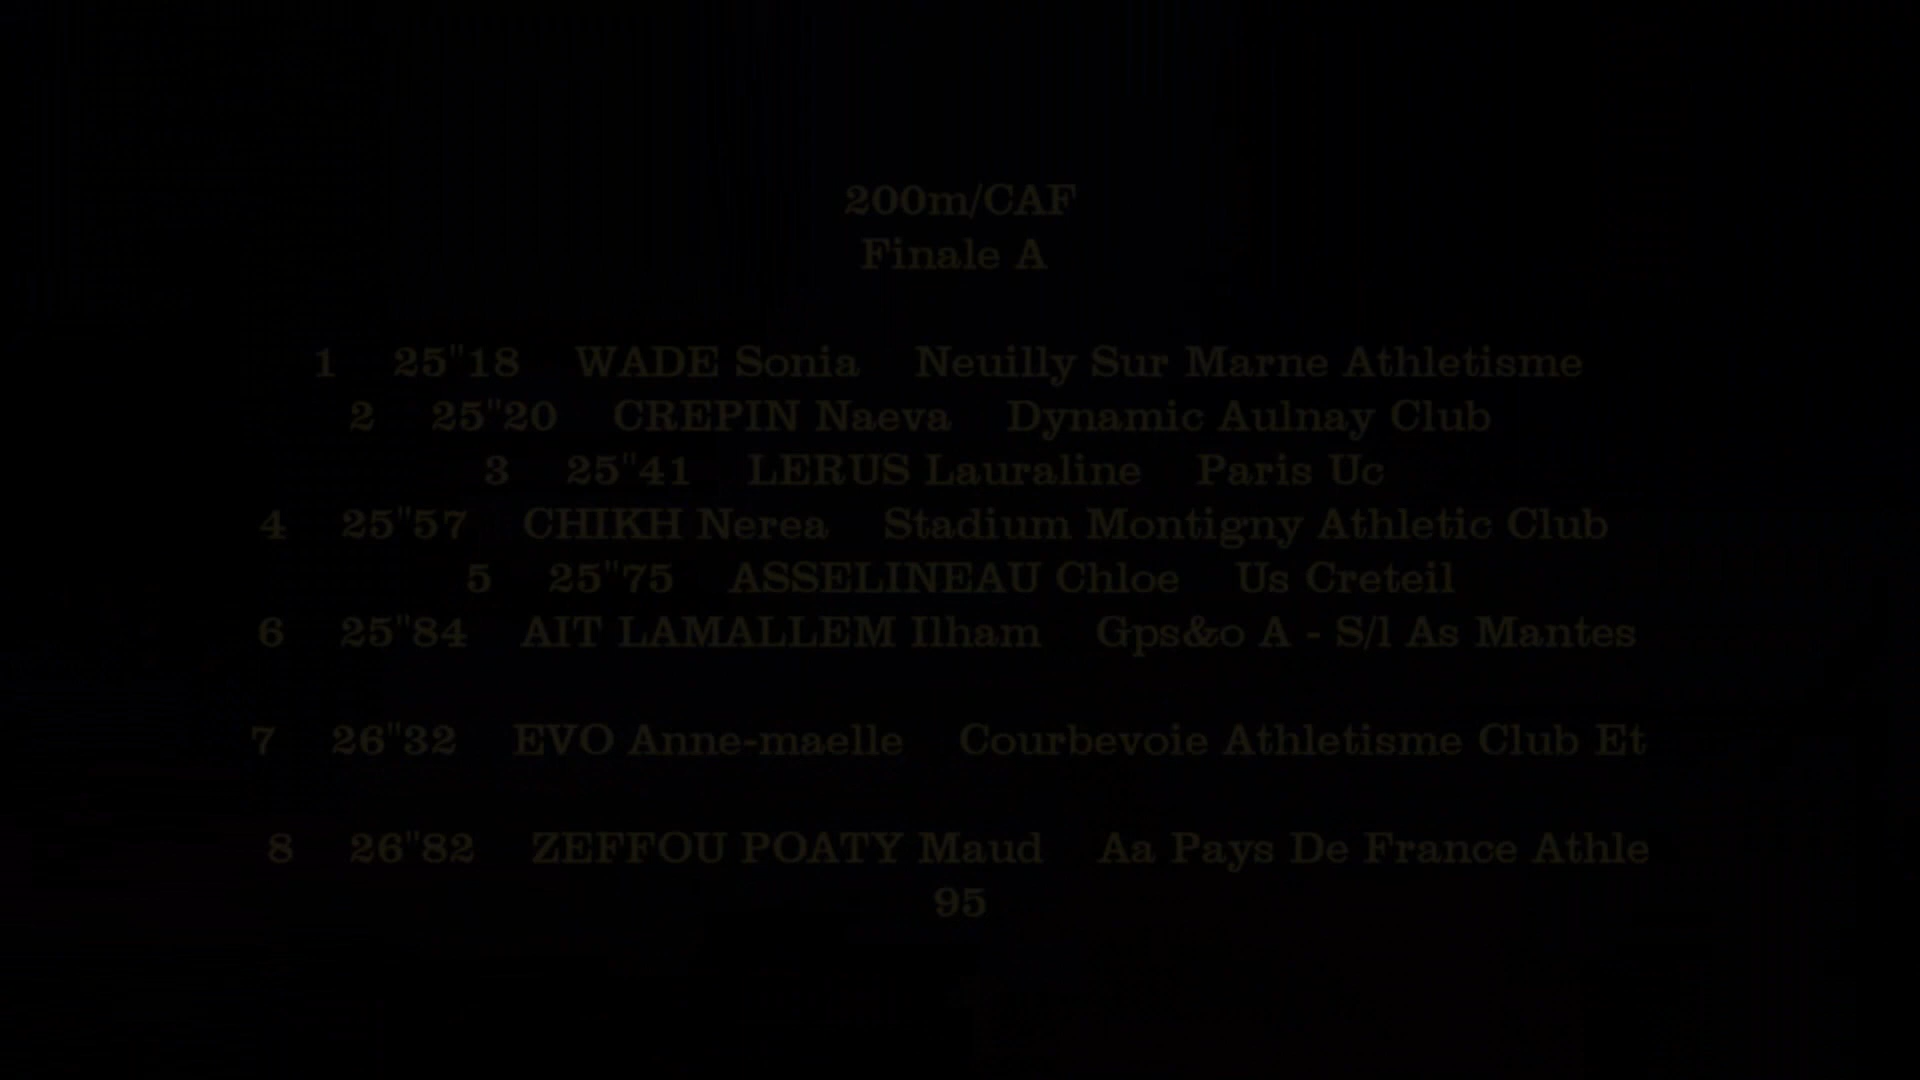 200m/CAF
Finale A
1 25"18 WADE Sonia Neuilly Sur Marne Athletisme
2 25"20 CREPIN Naeva Dynamic Aulnay Club
3 25"41 LERUS Lauraline Paris Uc
4 25"57 CHIKH Nerea Stadium Montigny Athletic Club
5 25"75 ASSELINEAU Chloe Us Creteil
6 25"84 AIT LAMALLEM Ilham Gps&o A - S/l As Mantes
7 26"32 EVO Anne-maelle Courbevoie Athletisme Club Et
8 26"82 ZEFFOU POATY Maud Aa Pays De France Athle
95